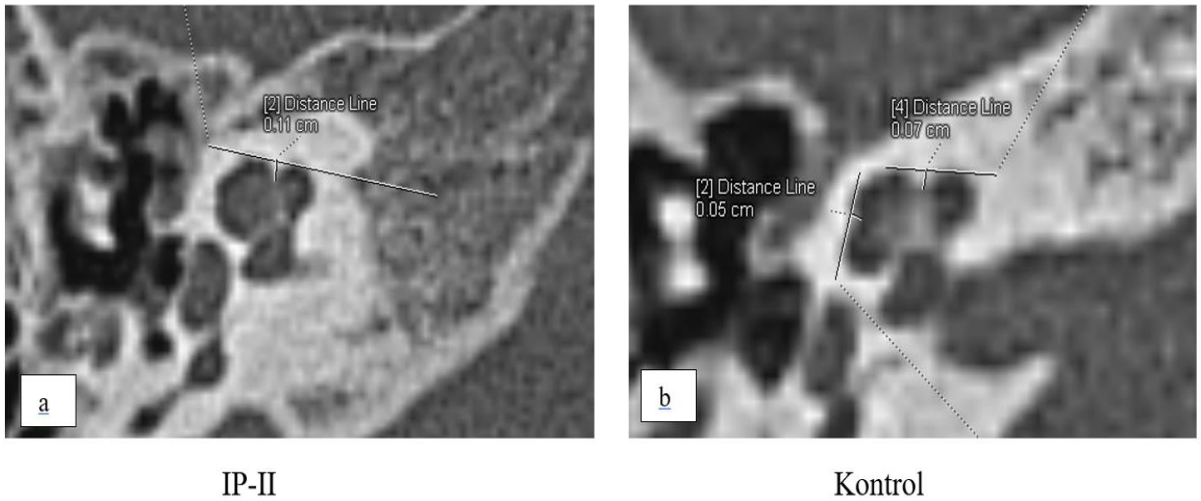 [2] Distance Line
0.11 cm
[4] Distance Line
0.07 cm
[2] Distance Line
0.05 cm
a
b
IP-II
Kontrol